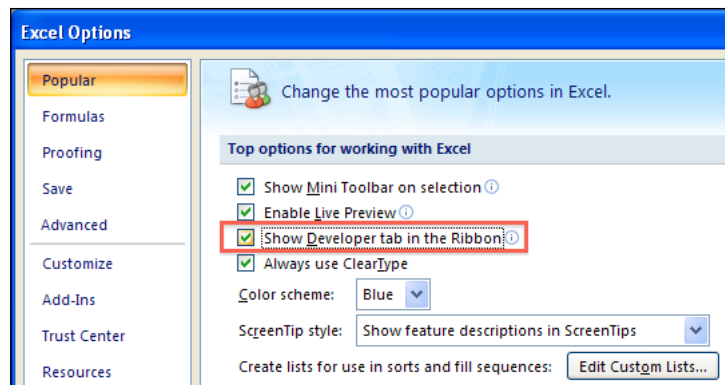 Excel Options
Popular
Formulas
Proofing
Save
Advanced
Customize
Add-Ins
Trust Center
Resources
Change the most popular options in Excel.
Top options for working with Excel
Show Mini Toolbar on selection
Enable Live Preview
Show Developer tab in the Ribbon
Always use ClearType
Color scheme: Blue
ScreenTip style: Show feature descriptions in ScreenTips
Create lists for use in sorts and fill sequences: Edit Custom Lists...